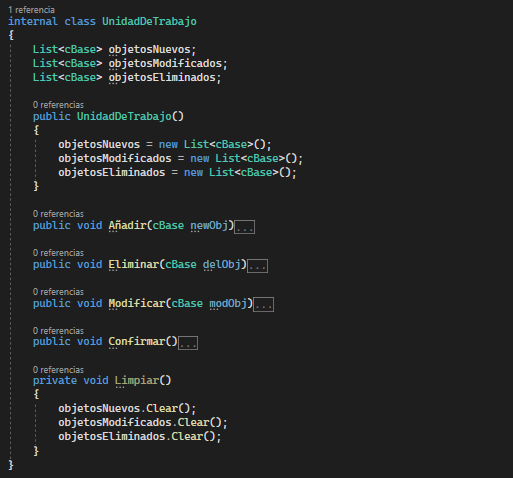 1 referencia
internal class UnidadDeTrabajo
{
List<cBase> objetosNuevos;
List<cBase> objetosModificados;
List<cBase> objetosEliminados;
0 referencias
public UnidadDeTrabajo()
{
objetosNuevos = new List<cBase>();
objetosModificados = new List<cBase>();
objetosEliminados = new List<cBase>();
}
0 referencias
public void Añadir(cBase newObj)...
0 referencias
public void Eliminar(cBase delObj)...
0 referencias
public void Modificar(cBase modObj)...
0 referencias
public void Confirmar()...
0 referencias
private void Limpiar()
{
objetosNuevos.Clear();
objetosModificados.Clear();
objetosEliminados.Clear();
}
}